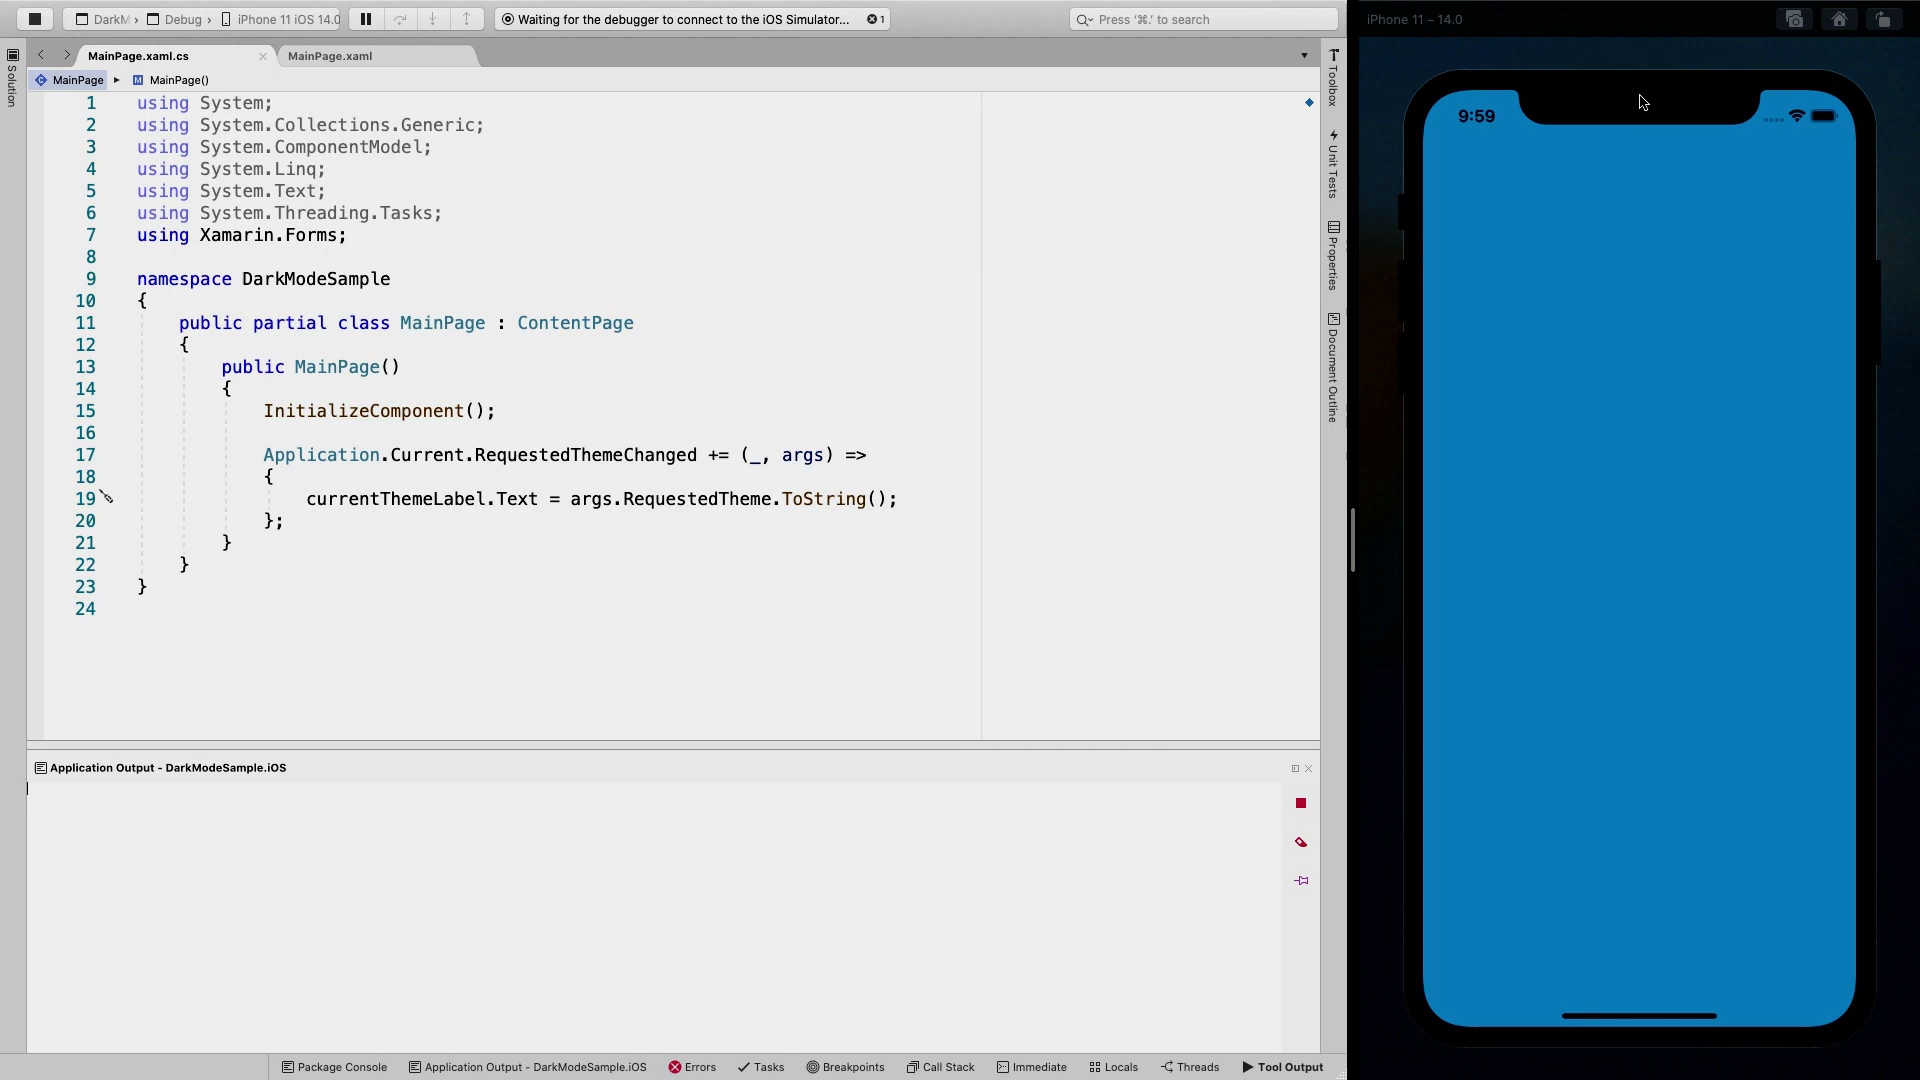 DarkM › Debug › iPhone 11 iOS 14.0
Waiting for the debugger to connect to the iOS Simulator... 1
Press '⌘.' to search
iPhone 11 – 14.0
MainPage.xaml.cs
MainPage.xaml
MainPage
MainPage()
Solution
1 using System;
2 using System.Collections.Generic;
3 using System.ComponentModel;
4 using System.Linq;
5 using System.Text;
6 using System.Threading.Tasks;
7 using Xamarin.Forms;
8
9 namespace DarkModeSample
10 {
11 public partial class MainPage : ContentPage
12 {
13 public MainPage()
14 {
15 InitializeComponent();
16
17 Application.Current.RequestedThemeChanged += (_, args) =>
18 {
19 currentThemeLabel.Text = args.RequestedTheme.ToString();
20 };
21 }
22 }
23 }
24
Toolbox
Unit Tests
Properties
Document Outline
9:59
Application Output - DarkModeSample.iOS
Package Console
Application Output - DarkModeSample.iOS
Errors
Tasks
Breakpoints
Call Stack
Immediate
Locals
Threads
Tool Output